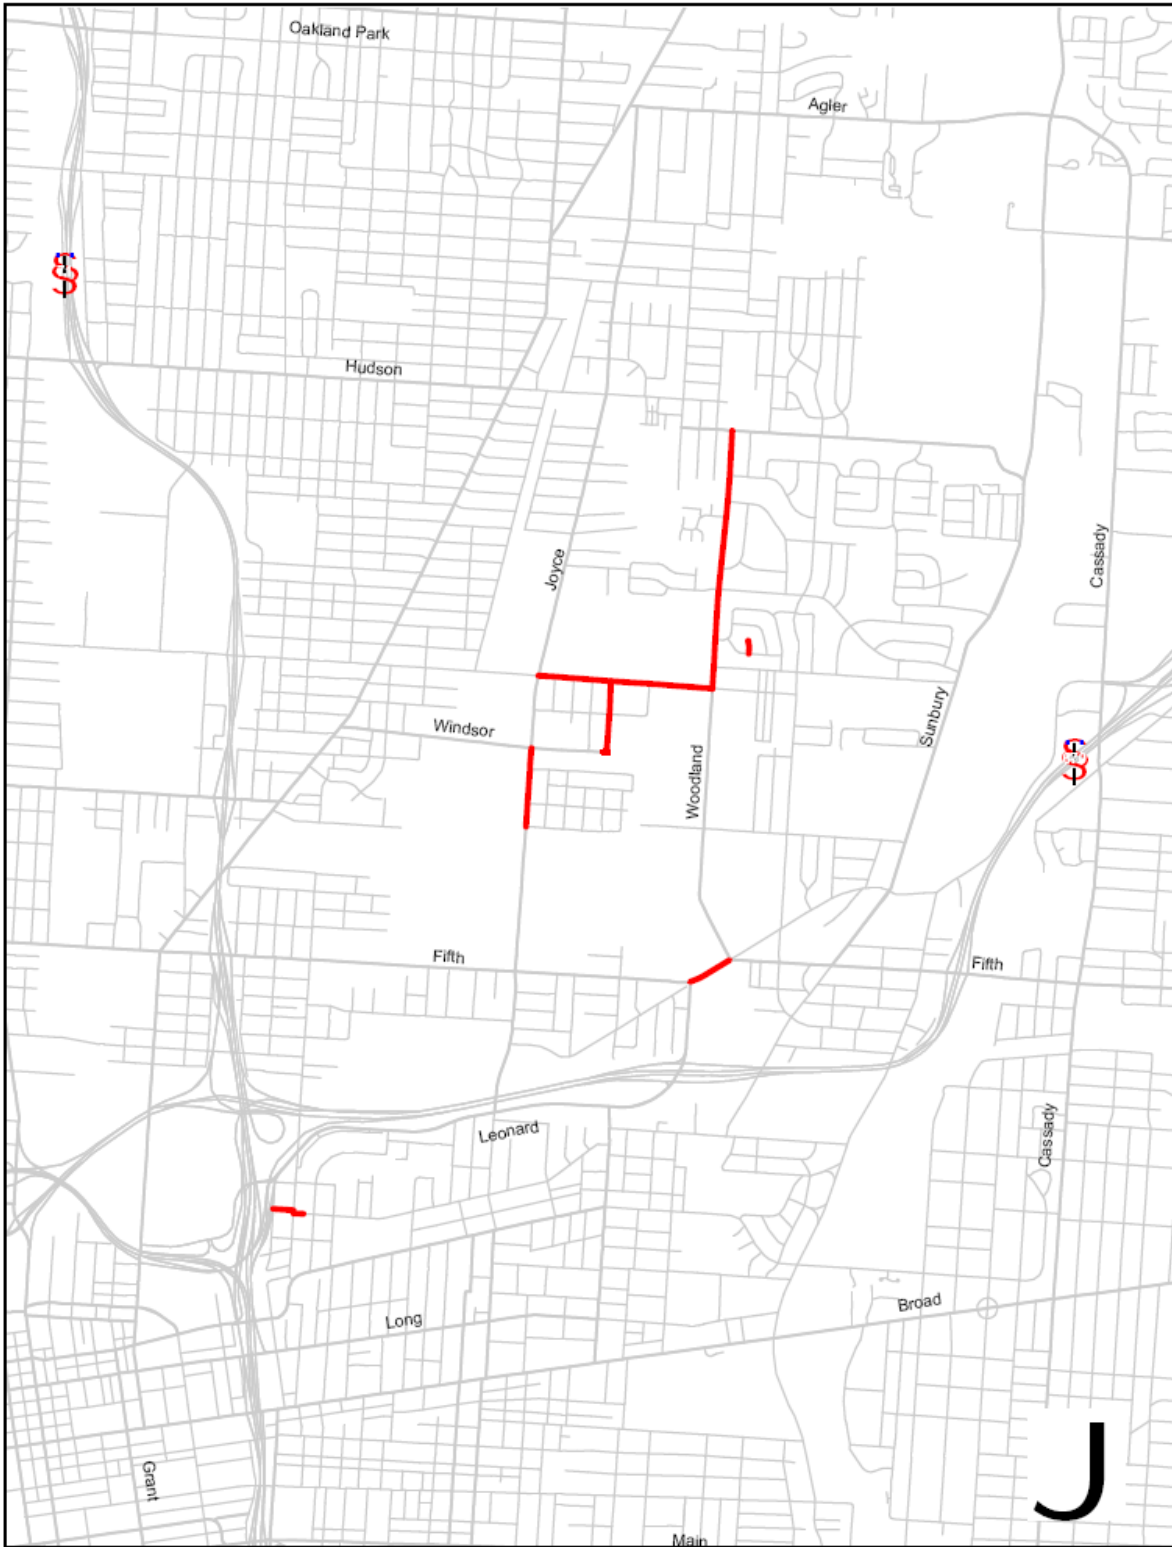 Oakland Park
Agler
Hudson
Joyce
Cassady
Sunbury
Windsor
Woodland
Fifth
Fifth
Leonard
Cassady
Broad
Long
Grant
Main
J